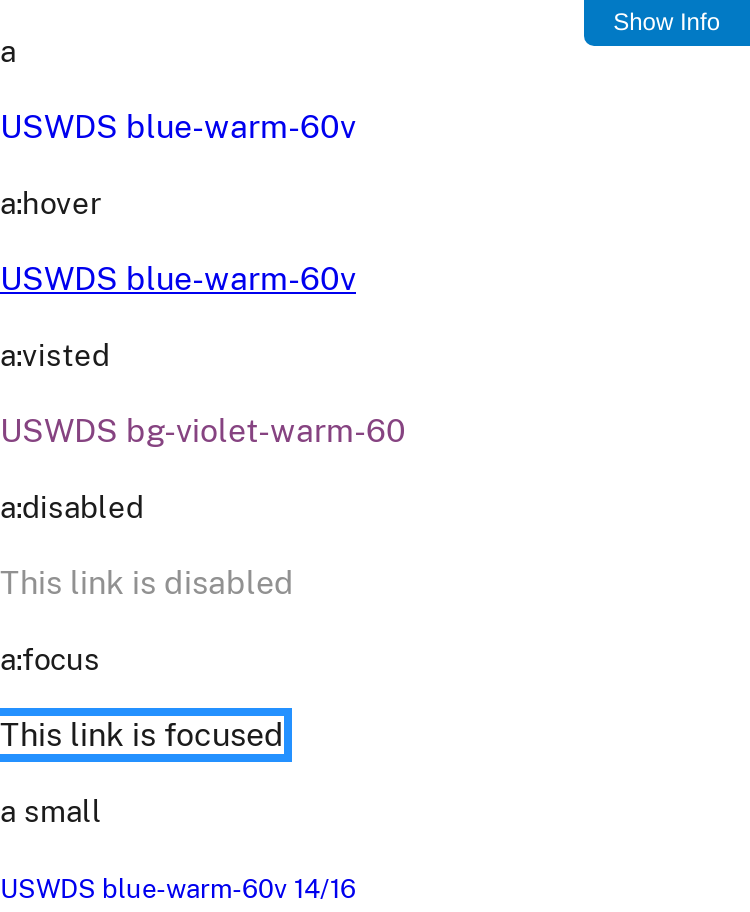 Show Info
a
USWDS blue-warm-60v
a:hover
USWDS blue-warm-60v
a:visted
USWDS bg-violet-warm-60
a:disabled
This link is disabled
a:focus
This link is focused
a small
USWDS blue-warm-60v 14/16